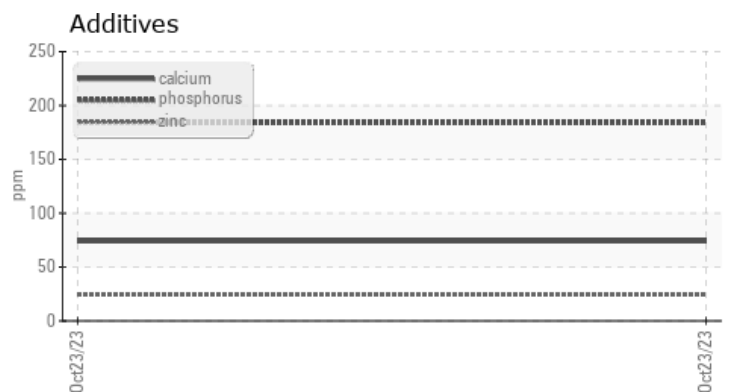 Additives
250
200
150
100
50
0
ppm
calcium
phosphorus
zinc
Oct23/23
Oct23/23